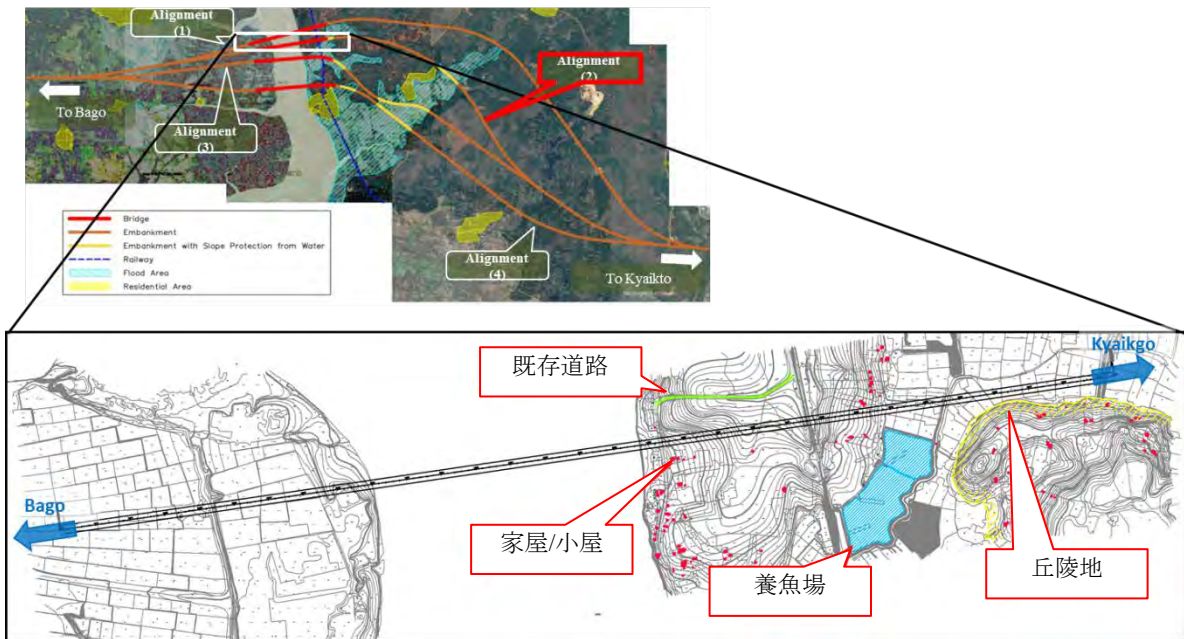 Alignment
(1)
Alignment
(2)
To Bago
Alignment
(3)
Bridge
Embankment
Embankment with Slope Protection from Water
Railway
Flood Area
Residential Area
Alignment
(4)
To Kyaikto
Kyaikgo
既存道路
Bago
家屋/小屋
養魚場
丘陵地